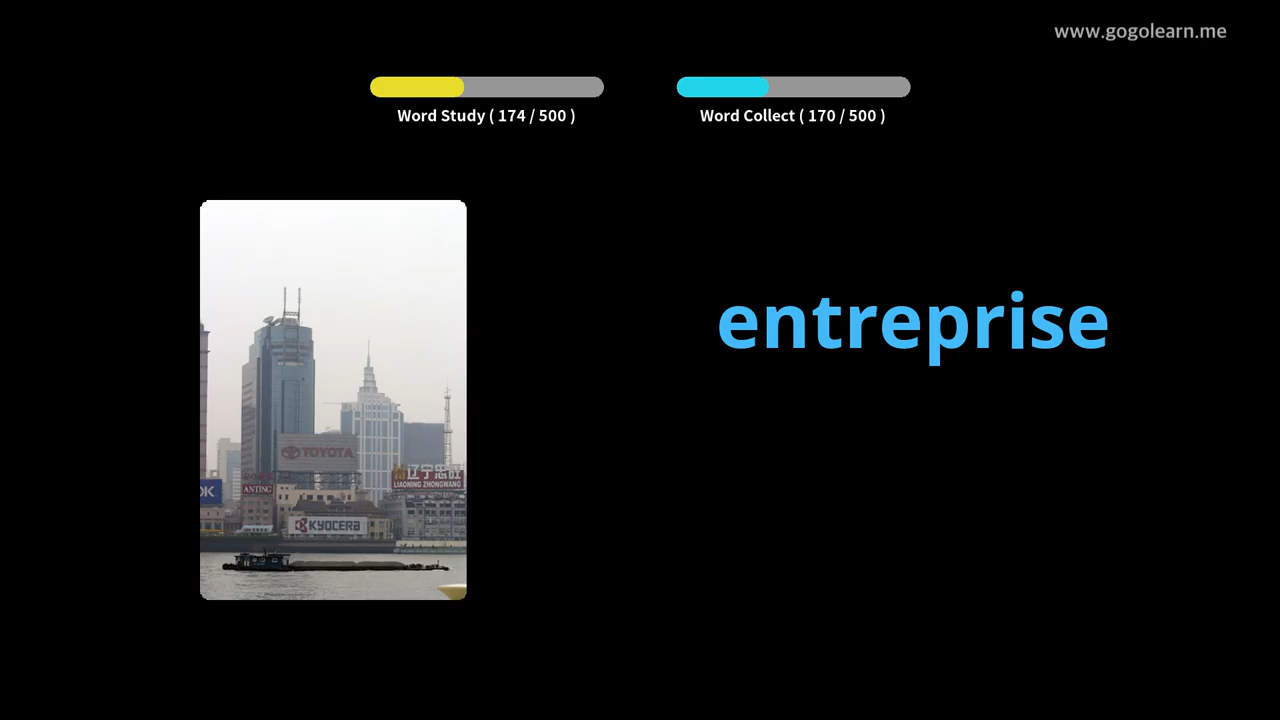 www.gogolearn.me
Word Study ( 174 / 500 )
Word Collect ( 170 / 500 )
entreprise
TOYOTA
辽宁忠旺
LIAONING ZHONGWANG
ANTING
KYOCERA